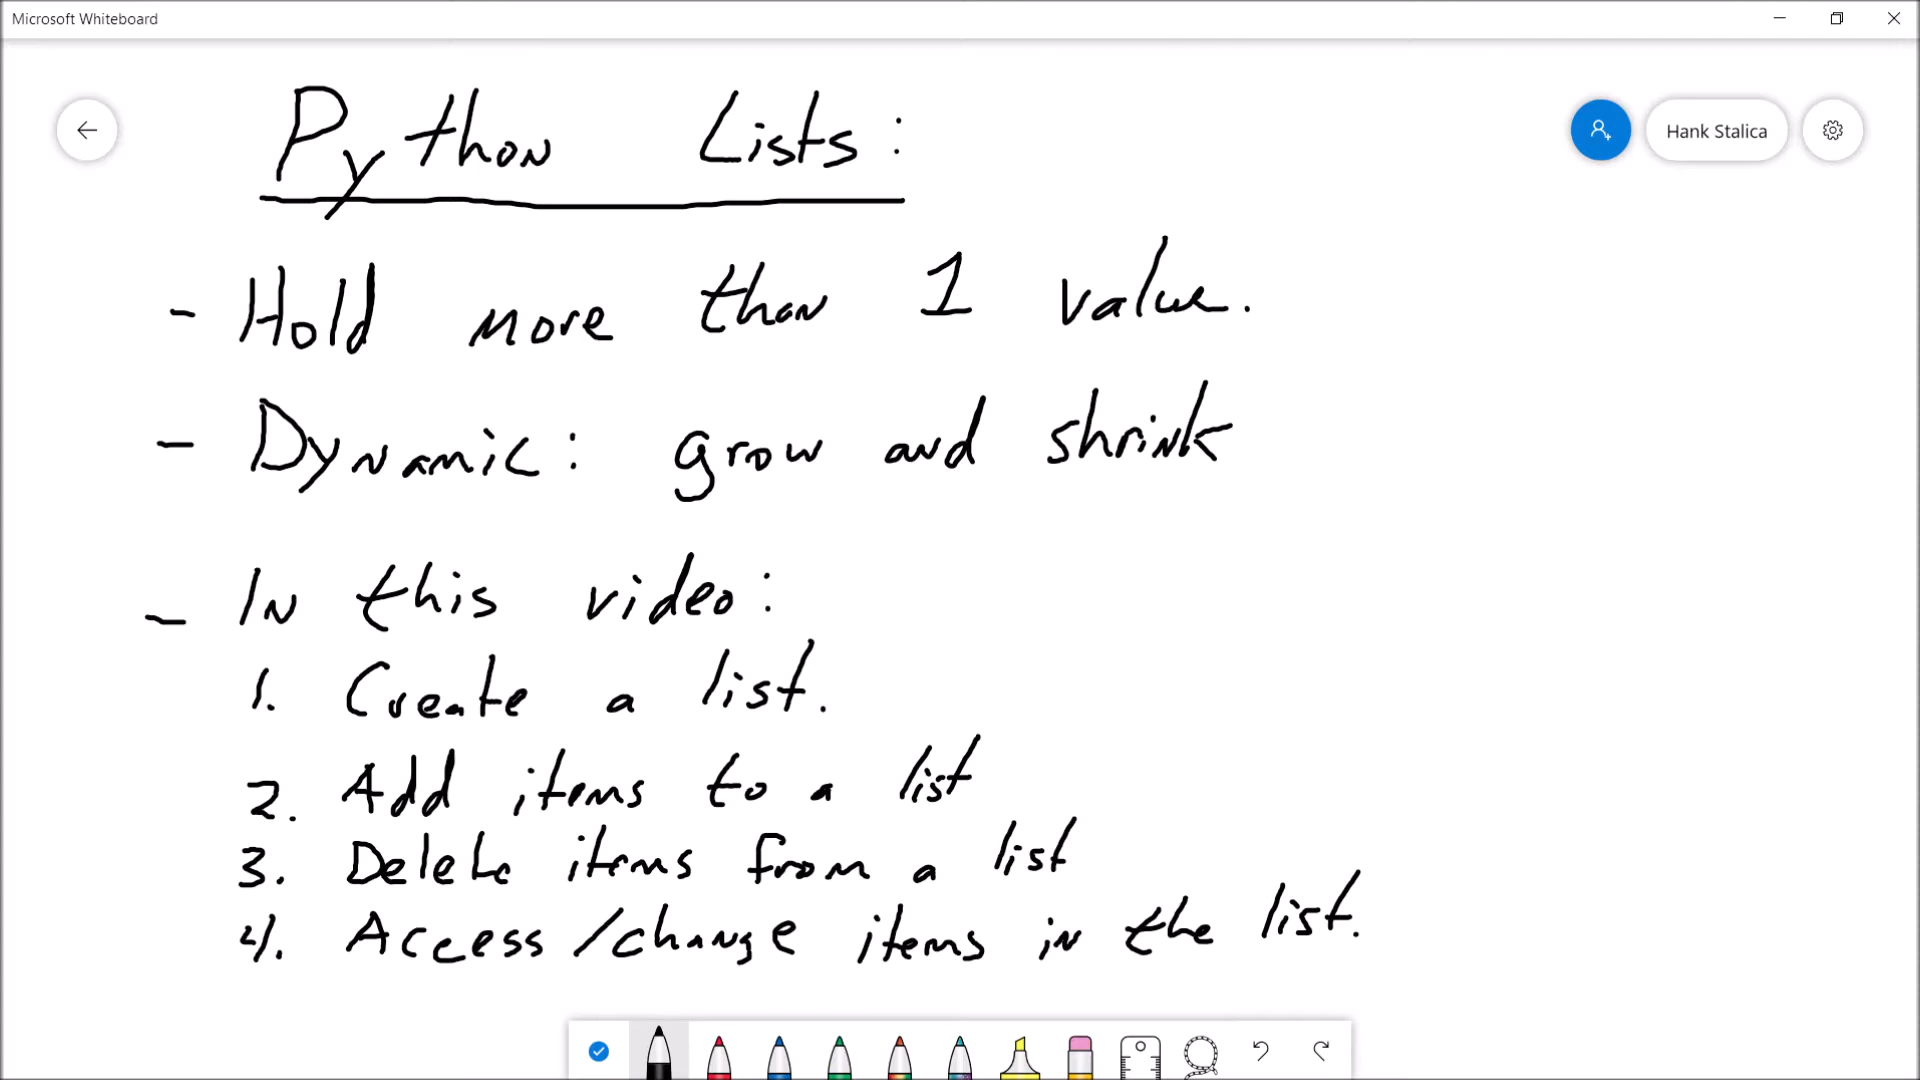 Microsoft Whiteboard
Hank Stalica
Python Lists:
- Hold more than 1 value.
- Dynamic: grow and shrink
- In this video:
1. Create a list.
2. Add items to a list
3. Delete items from a list
4. Access/change items in the list.